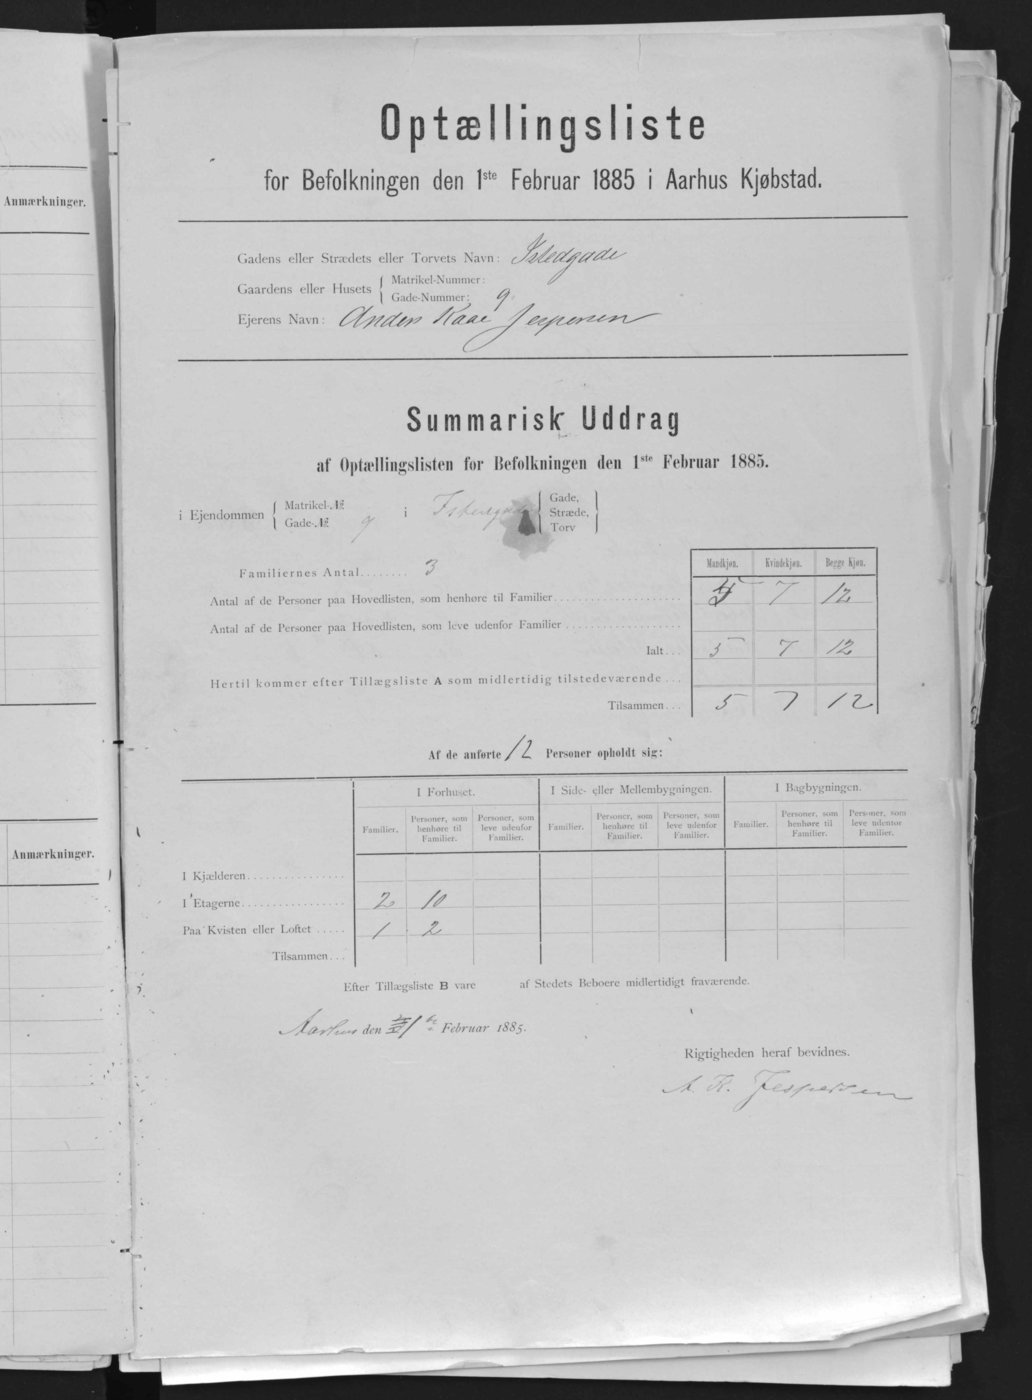 Anmærkninger.
Anmærkninger.
Optællingsliste
for Befolkningen den 1ste Februar 1885 i Aarhus Kjøbstad.
Gadens eller Strædets eller Torvets Navn: Istedgade
Gaardens eller Husets { Matrikel-Nummer:
Gade-Nummer: 9.
Ejerens Navn: Anders Kaae Jespersen
Summarisk Uddrag
af Optællingslisten for Befolkningen den 1ste Februar 1885.
i Ejendommen { Matrikel-№ Gade-№ 9 i Istedgade { Gade, Stræde, Torv }
Mandkjøn. Kvindekjøn. Begge Kjøn.
Familiernes Antal........ 3
Antal af de Personer paa Hovedlisten, som henhøre til Familier 5 7 12
Antal af de Personer paa Hovedlisten, som leve udenfor Familier
Ialt... 5 7 12
Hertil kommer efter Tillægsliste A som midlertidig tilstedeværende...
Tilsammen... 5 7 12
Af de anførte 12 Personer opholdt sig:
I Forhuset. I Side- eller Mellembygningen. I Bagbygningen.
Familier. Personer, som henhøre til Familier. Personer, som leve udenfor Familier. Familier. Personer, som henhøre til Familier. Personer, som leve udenfor Familier. Familier. Personer, som henhøre til Familier. Personer, som leve udenfor Familier.
I Kjælderen
I Etagerne 2 10
Paa Kvisten eller Loftet 1 2
Tilsammen...
Efter Tillægsliste B vare af Stedets Beboere midlertidigt fraværende.
Aarhus den 1ste Februar 1885.
Rigtigheden heraf bevidnes.
A. K. Jespersen